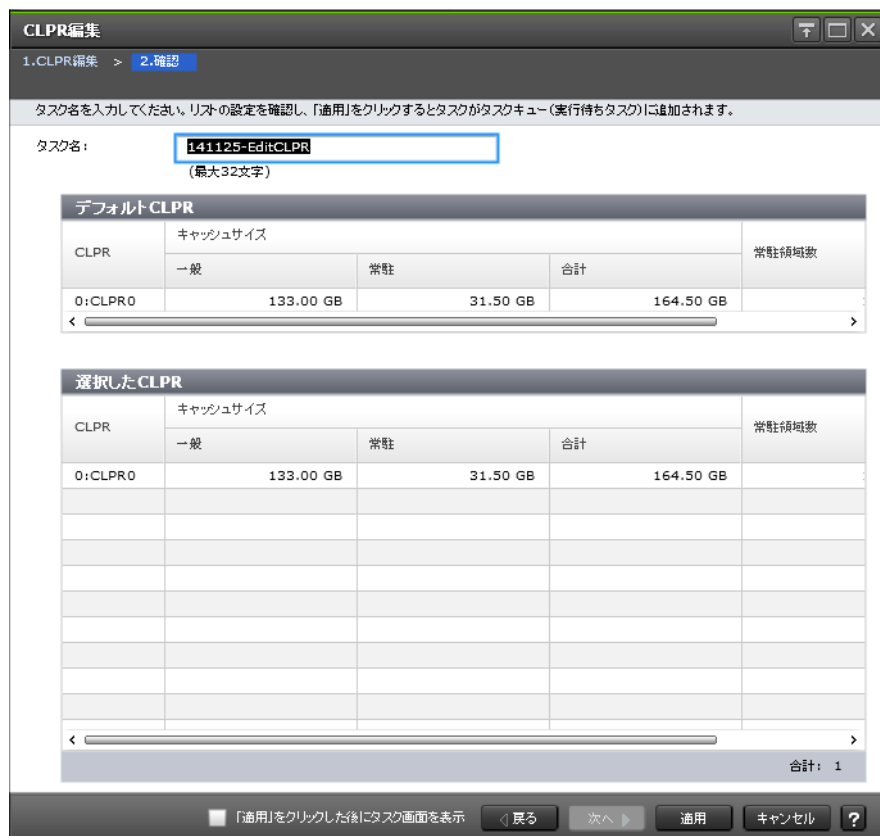 CLPR編集
1.CLPR編集 > 2.確認
タスク名を入力してください。リストの設定を確認し、「適用」をクリックするとタスクがタスクキュー(実行待ちタスク)に追加されます。
タスク名: 141125-EditCLPR
(最大32文字)
デフォルトCLPR
CLPR キャッシュサイズ 常駐領域数
一般 常駐 合計
0:CLPR0 133.00 GB 31.50 GB 164.50 GB
選択したCLPR
CLPR キャッシュサイズ 常駐領域数
一般 常駐 合計
0:CLPR0 133.00 GB 31.50 GB 164.50 GB
合計: 1
「適用」をクリックした後にタスク画面を表示 戻る 次へ 適用 キャンセル ?